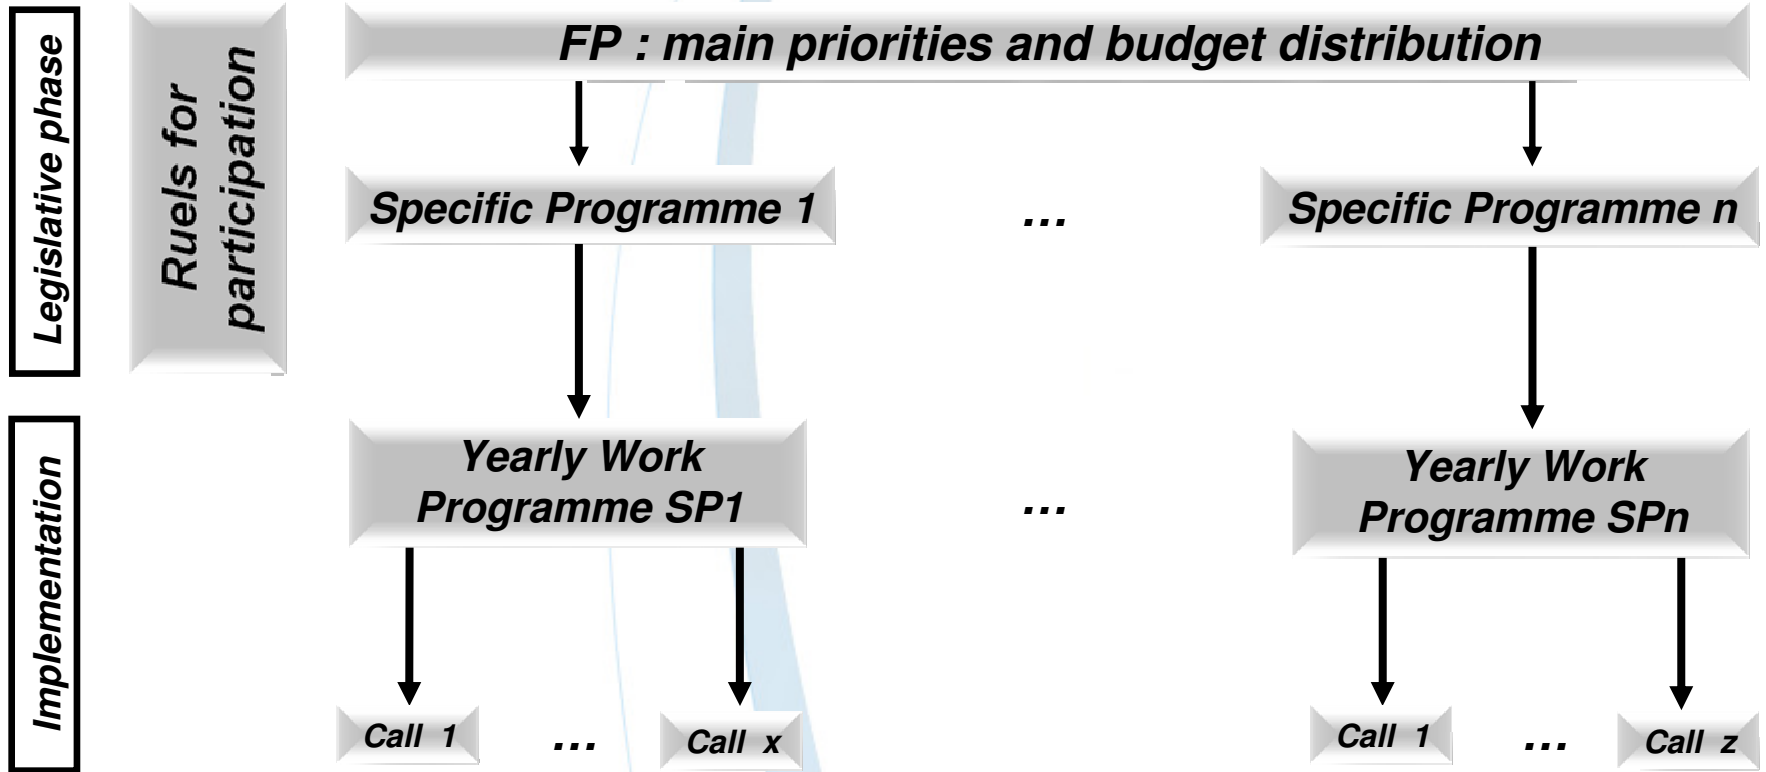 Legislative phase
Ruels for
participation
FP : main priorities and budget distribution
Specific Programme 1
...
Specific Programme n
Implementation
Yearly Work
Programme SP1
...
Yearly Work
Programme SPn
Call 1
...
Call x
Call 1
...
Call z